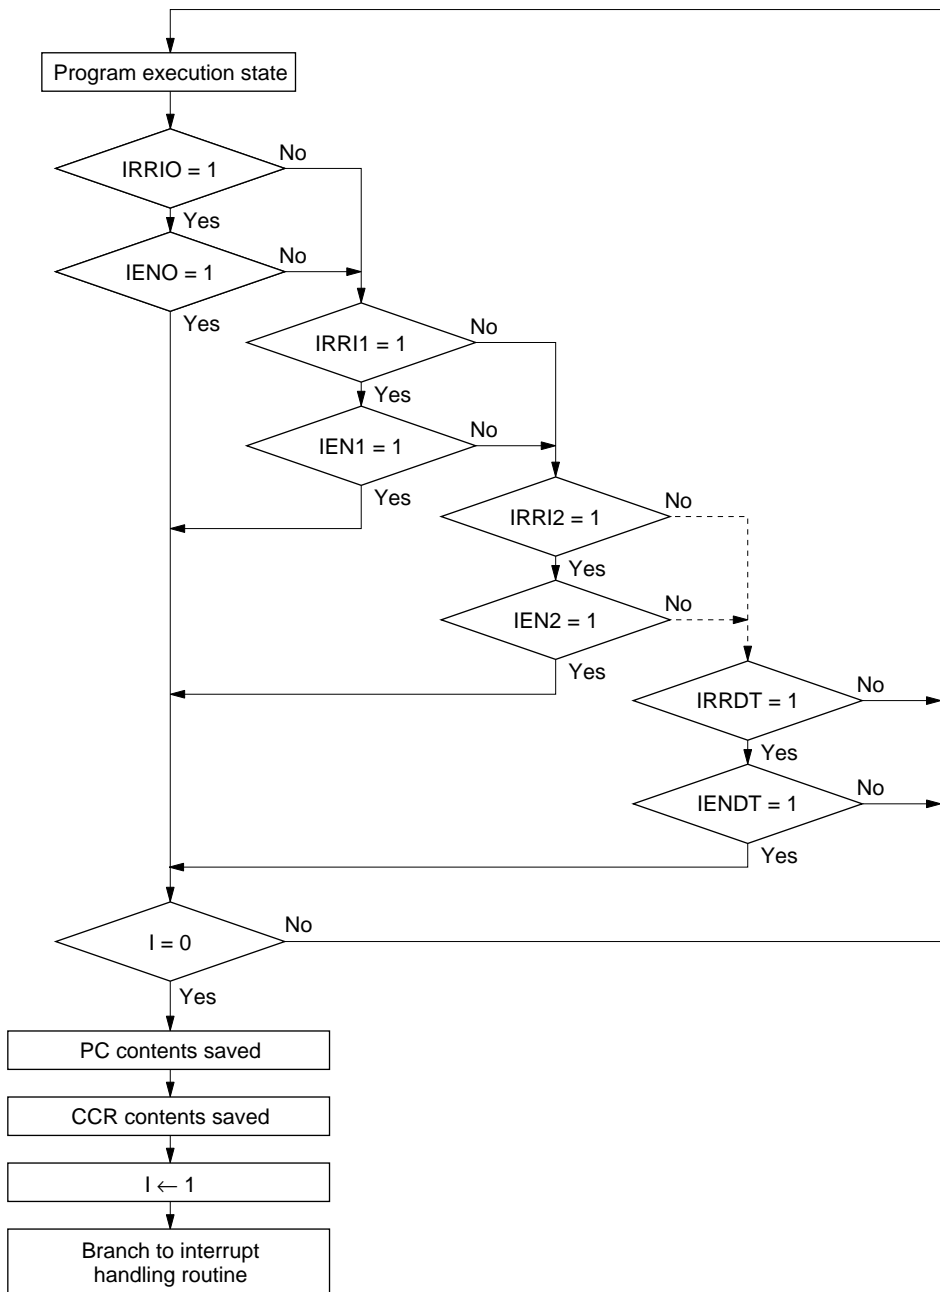 Program execution state
IRRIO = 1
No
Yes
IENO = 1
No
Yes
IRRI1 = 1
No
Yes
IEN1 = 1
No
Yes
IRRI2 = 1
No
Yes
IEN2 = 1
No
Yes
IRRDT = 1
No
Yes
IENDT = 1
No
Yes
I = 0
No
Yes
PC contents saved
CCR contents saved
I ← 1
Branch to interrupt
handling routine